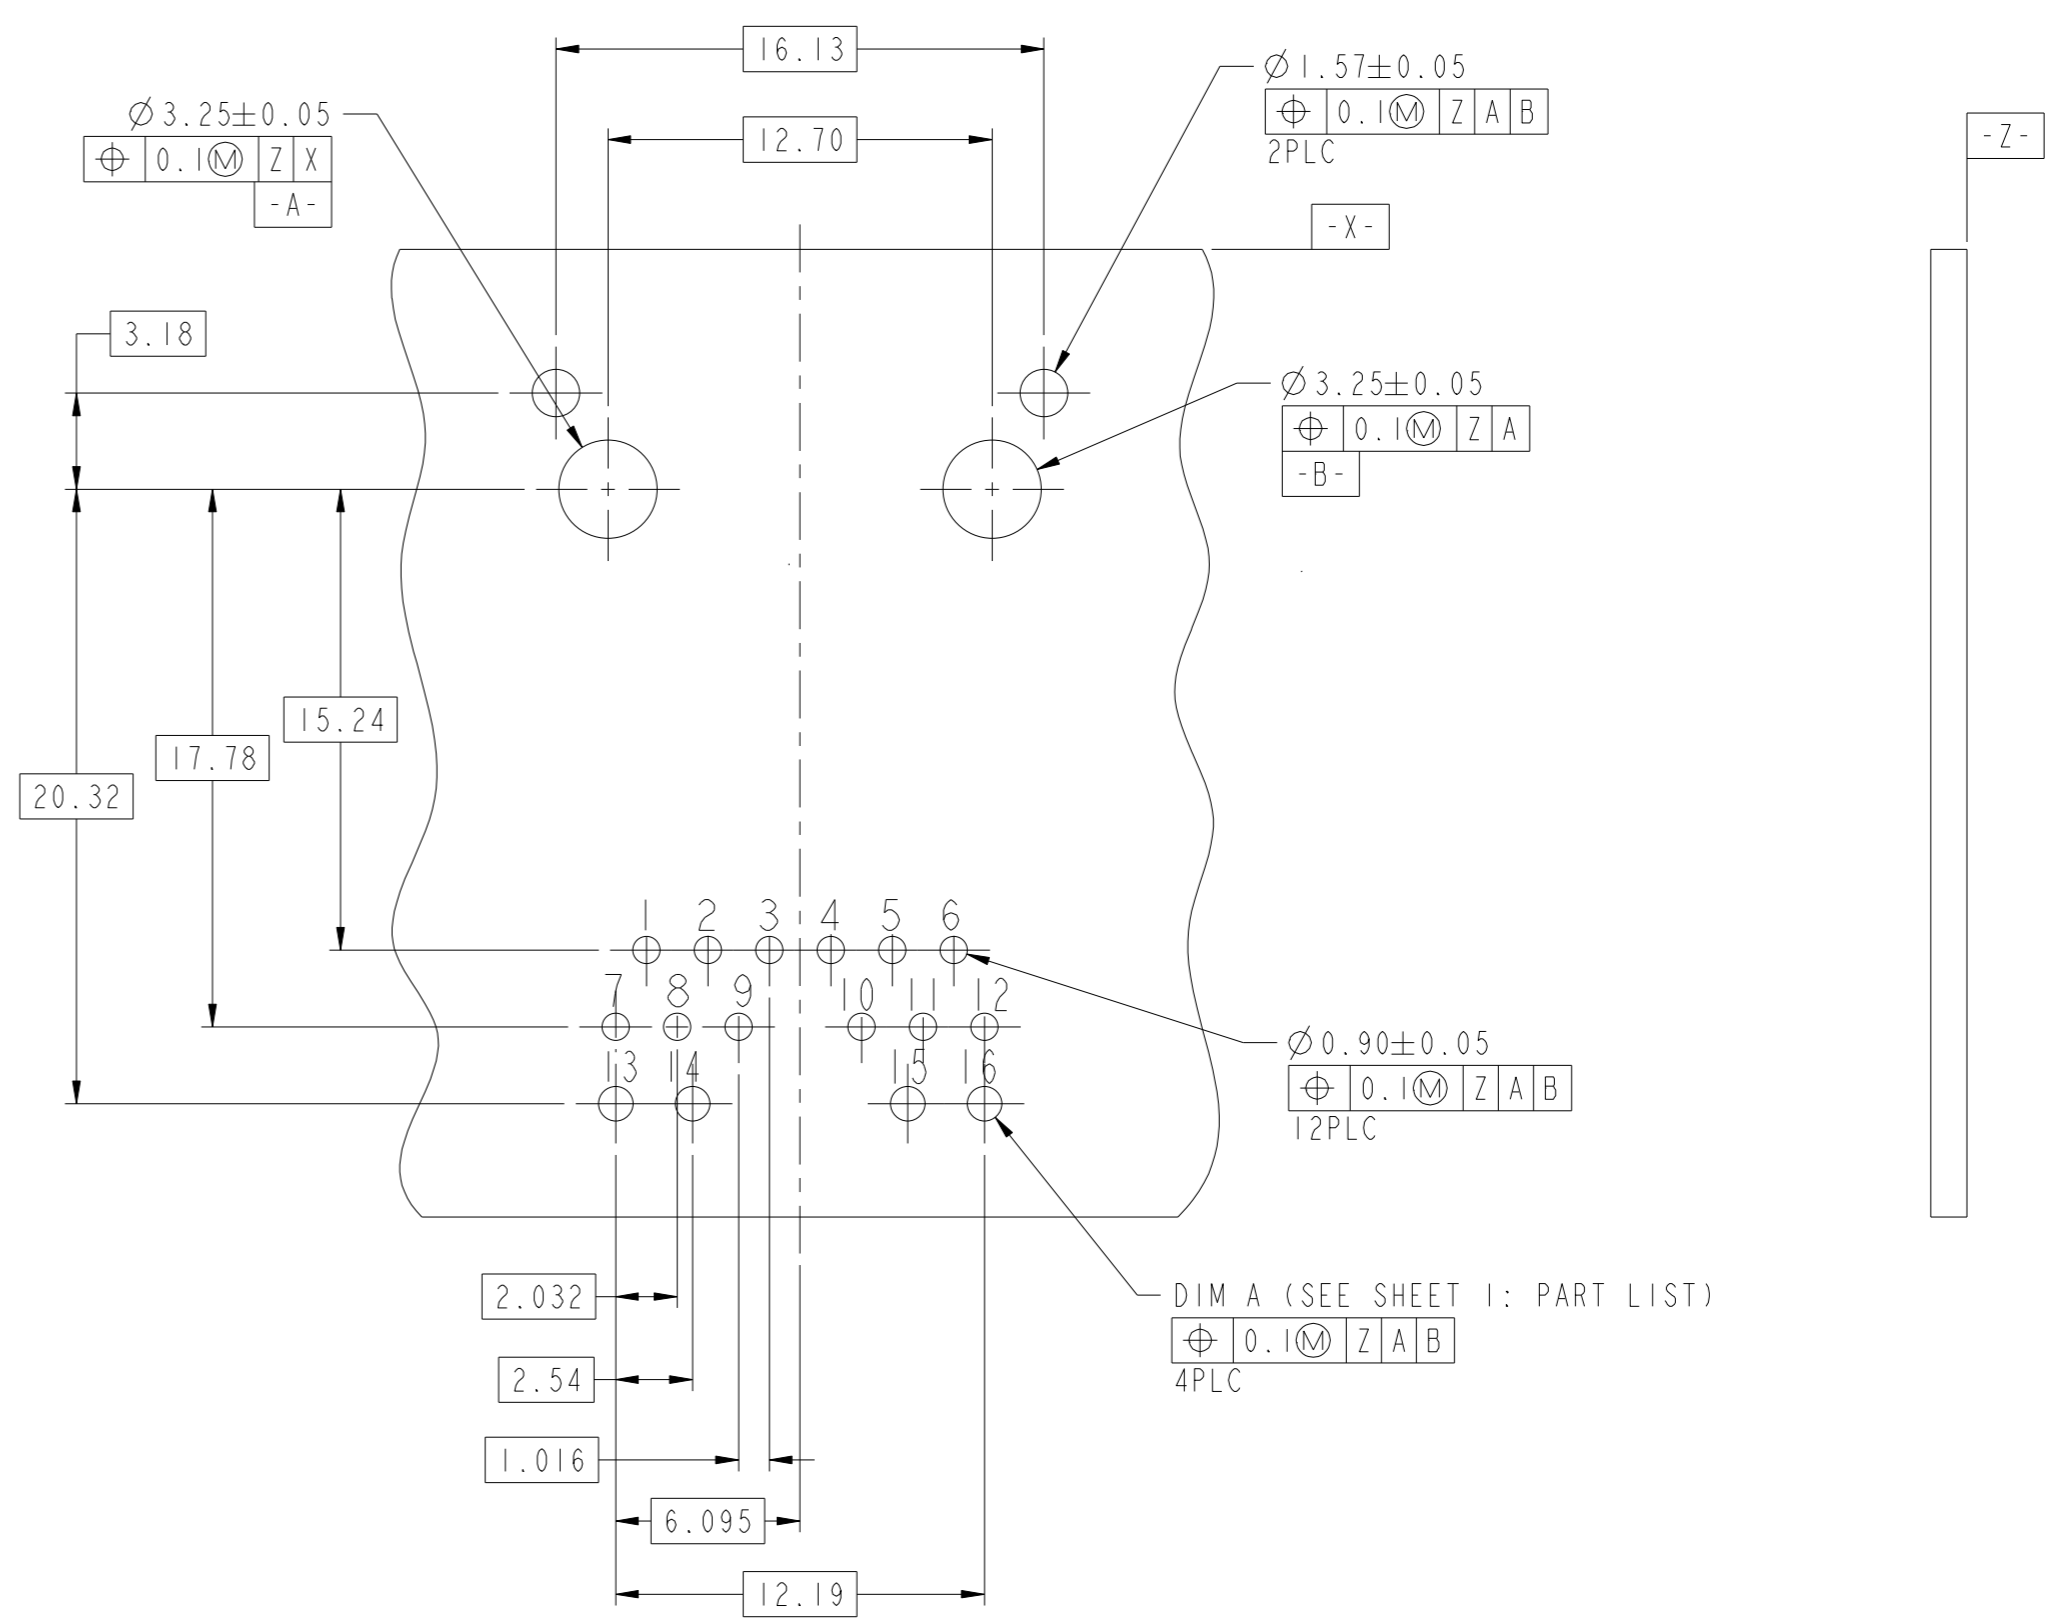 16.13
Ø1.57±0.05
⌖ 0.1Ⓜ Z A B
2PLC
Ø3.25±0.05
⌖ 0.1Ⓜ Z X
-A-
12.70
-Z-
-X-
3.18
Ø3.25±0.05
⌖ 0.1Ⓜ Z A
-B-
15.24
17.78
20.32
1 2 3 4 5 6
7 8 9 10 11 12
13 14 15 16
Ø0.90±0.05
⌖ 0.1Ⓜ Z A B
12PLC
2.032
DIM A (SEE SHEET 1: PART LIST)
⌖ 0.1Ⓜ Z A B
4PLC
2.54
1.016
6.095
12.19